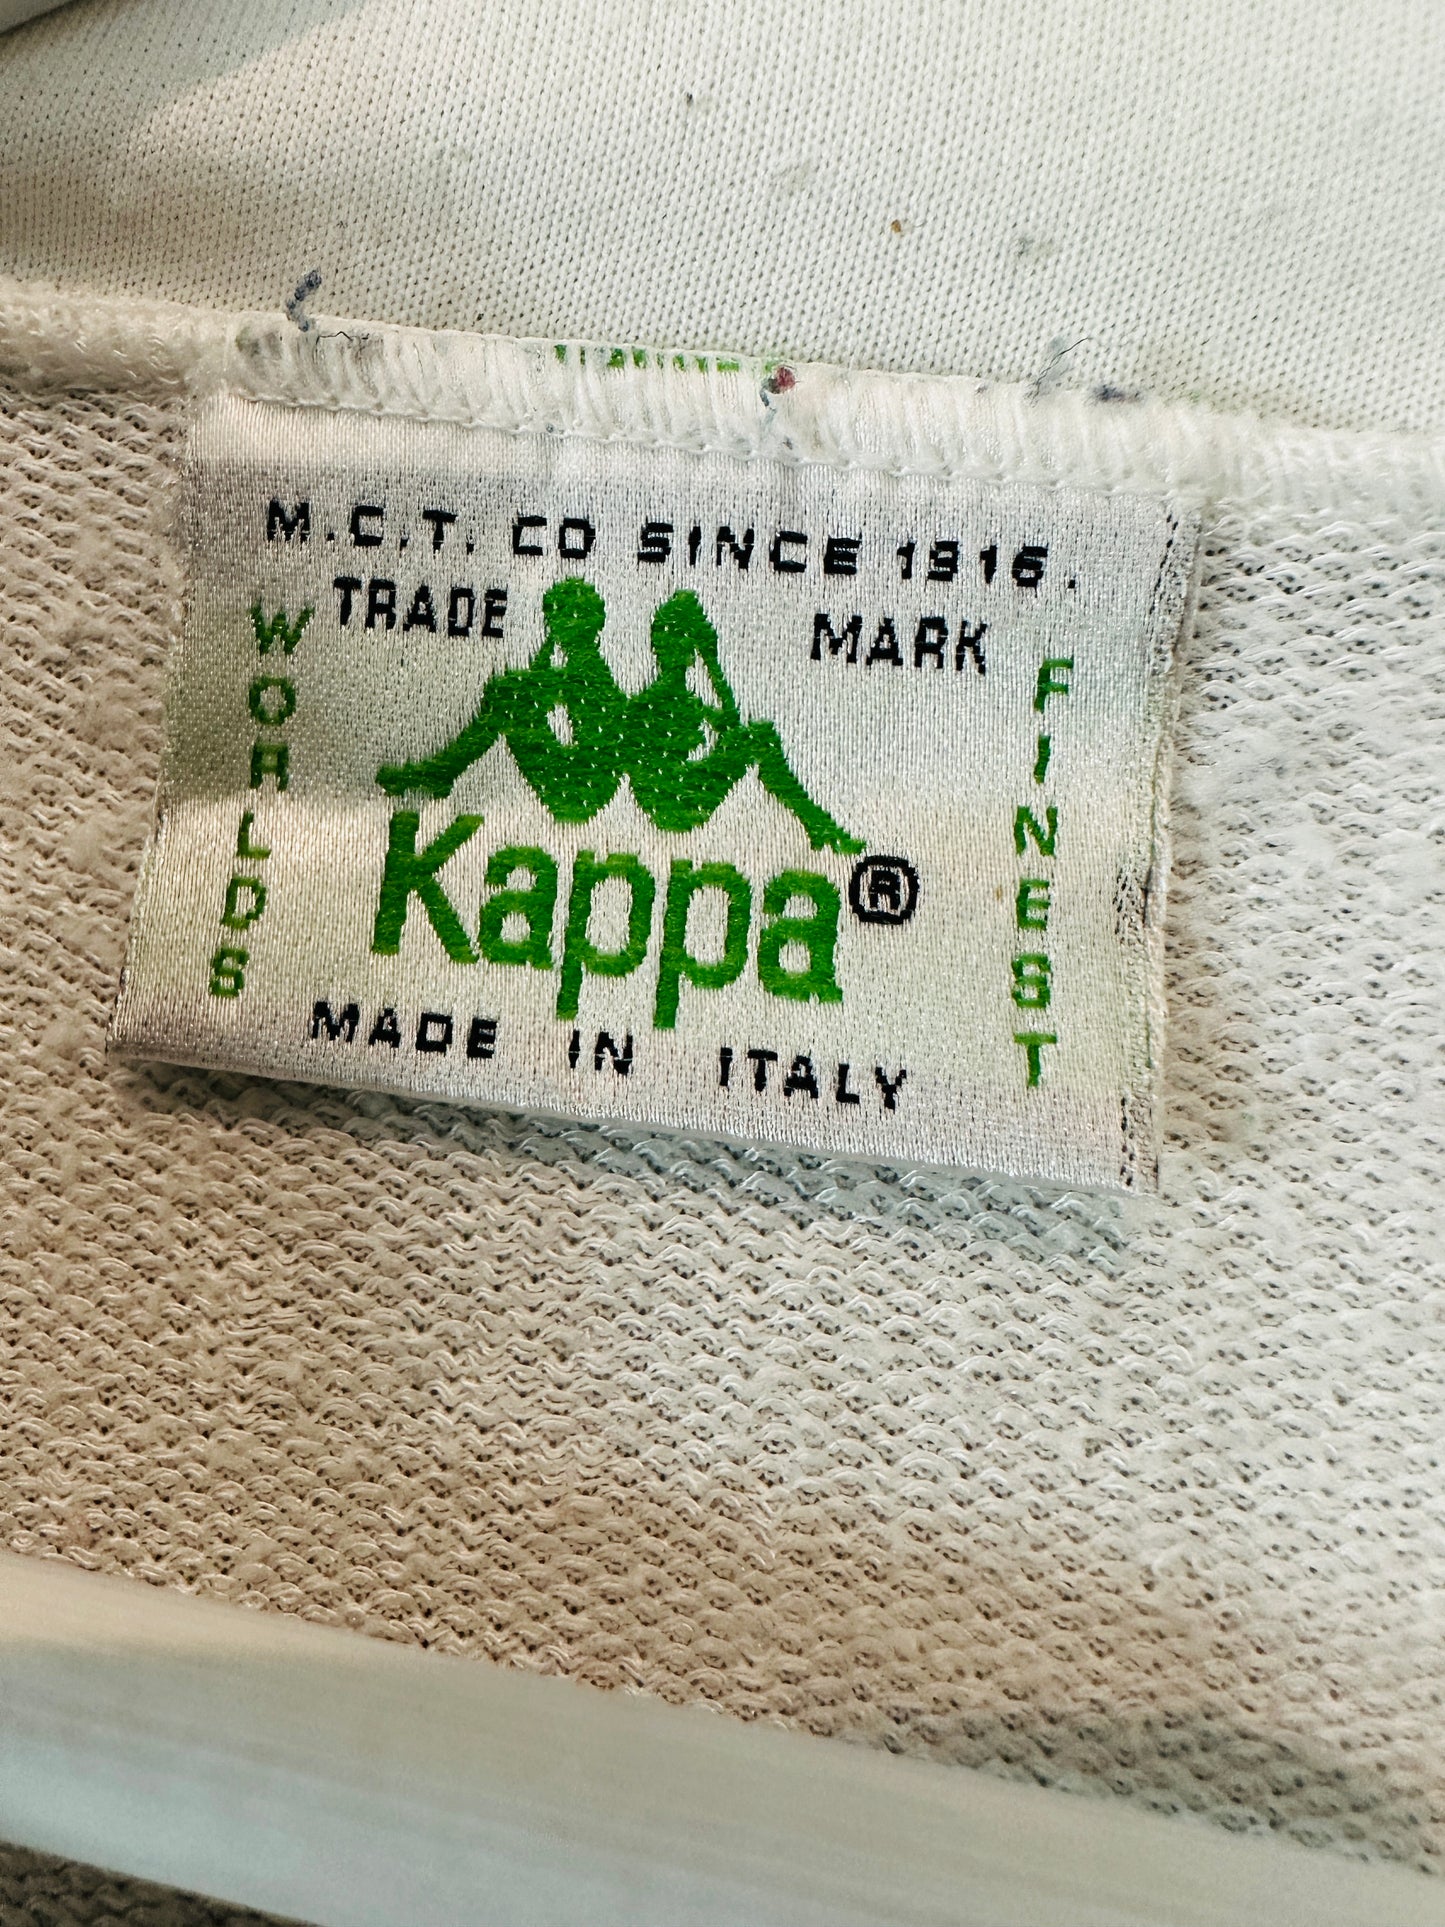 M.C.T. CO SINCE 1916.
TRADE MARK
WORLDS
FINEST
Kappa®
MADE IN ITALY